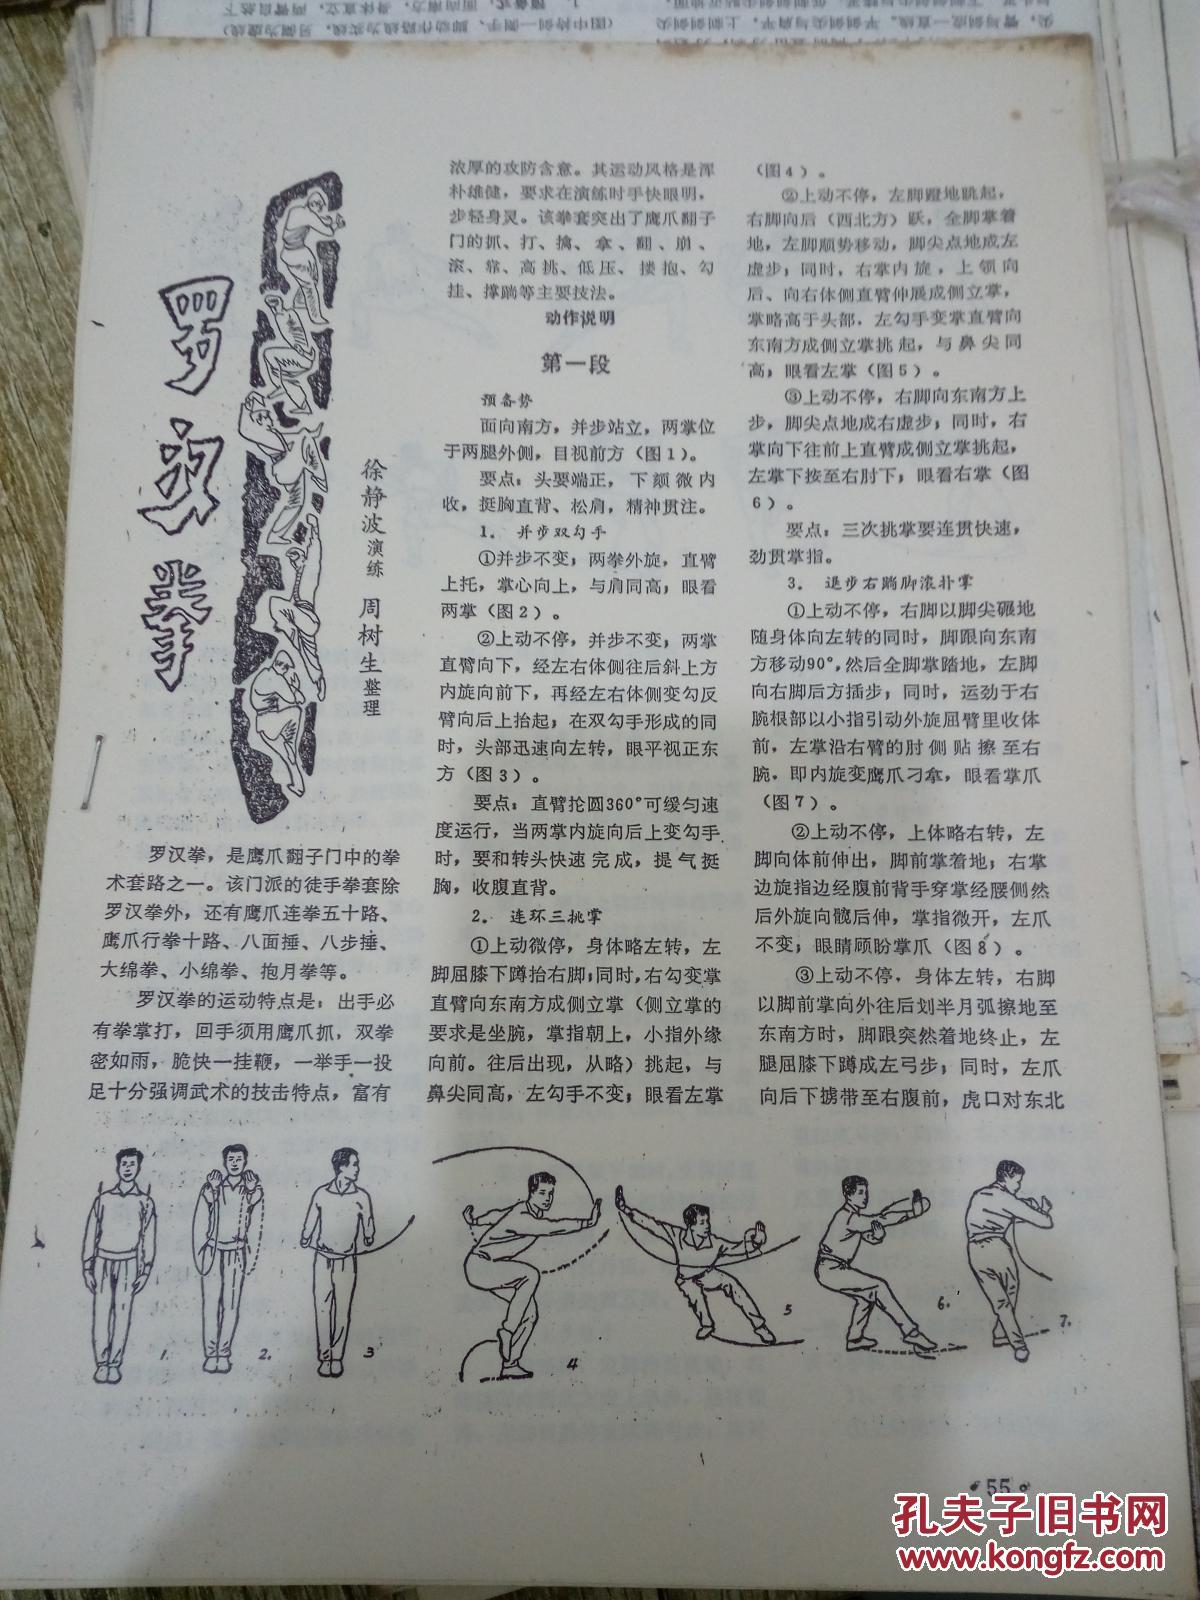 罗汉拳
徐静波演练 周树生整理
罗汉拳，是鹰爪翻子门中的拳
术套路之一。该门派的徒手拳套除
罗汉拳外，还有鹰爪连拳五十路、
鹰爪行拳十路、八面捶、八步捶、
大绵拳、小绵拳、抱月拳等。
罗汉拳的运动特点是：出手必
有拳掌打，回手须用鹰爪抓，双拳
密如雨，脆快一挂鞭，一举手一投
足十分强调武术的技击特点，富有
浓厚的攻防含意。其运动风格是浑
朴雄健，要求在演练时手快眼明，
步轻身灵。该拳套突出了鹰爪翻子
门的抓、打、擒、拿、翻、崩、
滚、靠、高挑、低压、搂抱、勾
挂、撑踹等主要技法。
动作说明
第一段
预备势
面向南方，并步站立，两掌位
于两腿外侧，目视前方（图1）。
要点：头要端正，下颏微内
收，挺胸直背、松肩，精神贯注。
1．并步双勾手
①并步不变；两拳外旋，直臂
上托，掌心向上，与肩同高；眼看
两掌（图2）。
②上动不停，并步不变，两掌
直臂向下，经左右体侧往后斜上方
内旋向前下，再经左右体侧变勾反
臂向后上抬起；在双勾手形成的同
时，头部迅速向左转，眼平视正东
方（图3）。
要点：直臂抡圆360°可缓匀速
度运行，当两掌内旋向后上变勾手
时，要和转头快速完成，提气挺
胸，收腹直背。
2．连环三挑掌
①上动微停，身体略左转，左
脚屈膝下蹲抬右脚；同时，右勾变掌
直臂向东南方成侧立掌（侧立掌的
要求是坐腕，掌指朝上，小指外缘
向前。往后出现，从略）挑起，与
鼻尖同高，左勾手不变；眼看左掌
（图4）。
②上动不停，左脚蹬地跳起，
右脚向后（西北方）跃，全脚掌着
地，左脚顺势移动，脚尖点地成左
虚步；同时，右掌内旋，上领向
后、向右体侧直臂伸展成侧立掌，
掌略高于头部，左勾手变掌直臂向
东南方成侧立掌挑起，与鼻尖同
高；眼看左掌（图5）。
③上动不停，右脚向东南方上
步，脚尖点地成右虚步；同时，右
掌向下往前上直臂成侧立掌挑起，
左掌下按至右肘下；眼看右掌（图
6）。
要点：三次挑掌要连贯快速，
劲贯掌指。
3．退步右踹脚滚扑掌
①上动不停，右脚以脚尖碾地
随身体向左转的同时，脚跟向东南
方移动90°，然后全脚掌踏地，左脚
向右脚后方插步；同时，运劲于右
腕根部以小指引动外旋屈臂里收体
前，左掌沿右臂的肘侧贴擦至右
腕，即内旋变鹰爪刁拿，眼看掌爪
（图7）。
②上动不停，上体略右转，左
脚向体前伸出，脚前掌着地；右掌
边旋指边经腹前背手穿掌经腰侧然
后外旋向髋后伸，掌指微开，左爪
不变；眼睛顾盼掌爪（图8）。
③上动不停，身体左转，右脚
以脚前掌向外往后划半月弧擦地至
东南方时，脚跟突然着地终止，左
腿屈膝下蹲成左弓步；同时，左爪
向后下掳带至右腹前，虎口对东北
1.
2.
3
4
5
6.
7.
55
孔夫子旧书网
www.kongfz.com